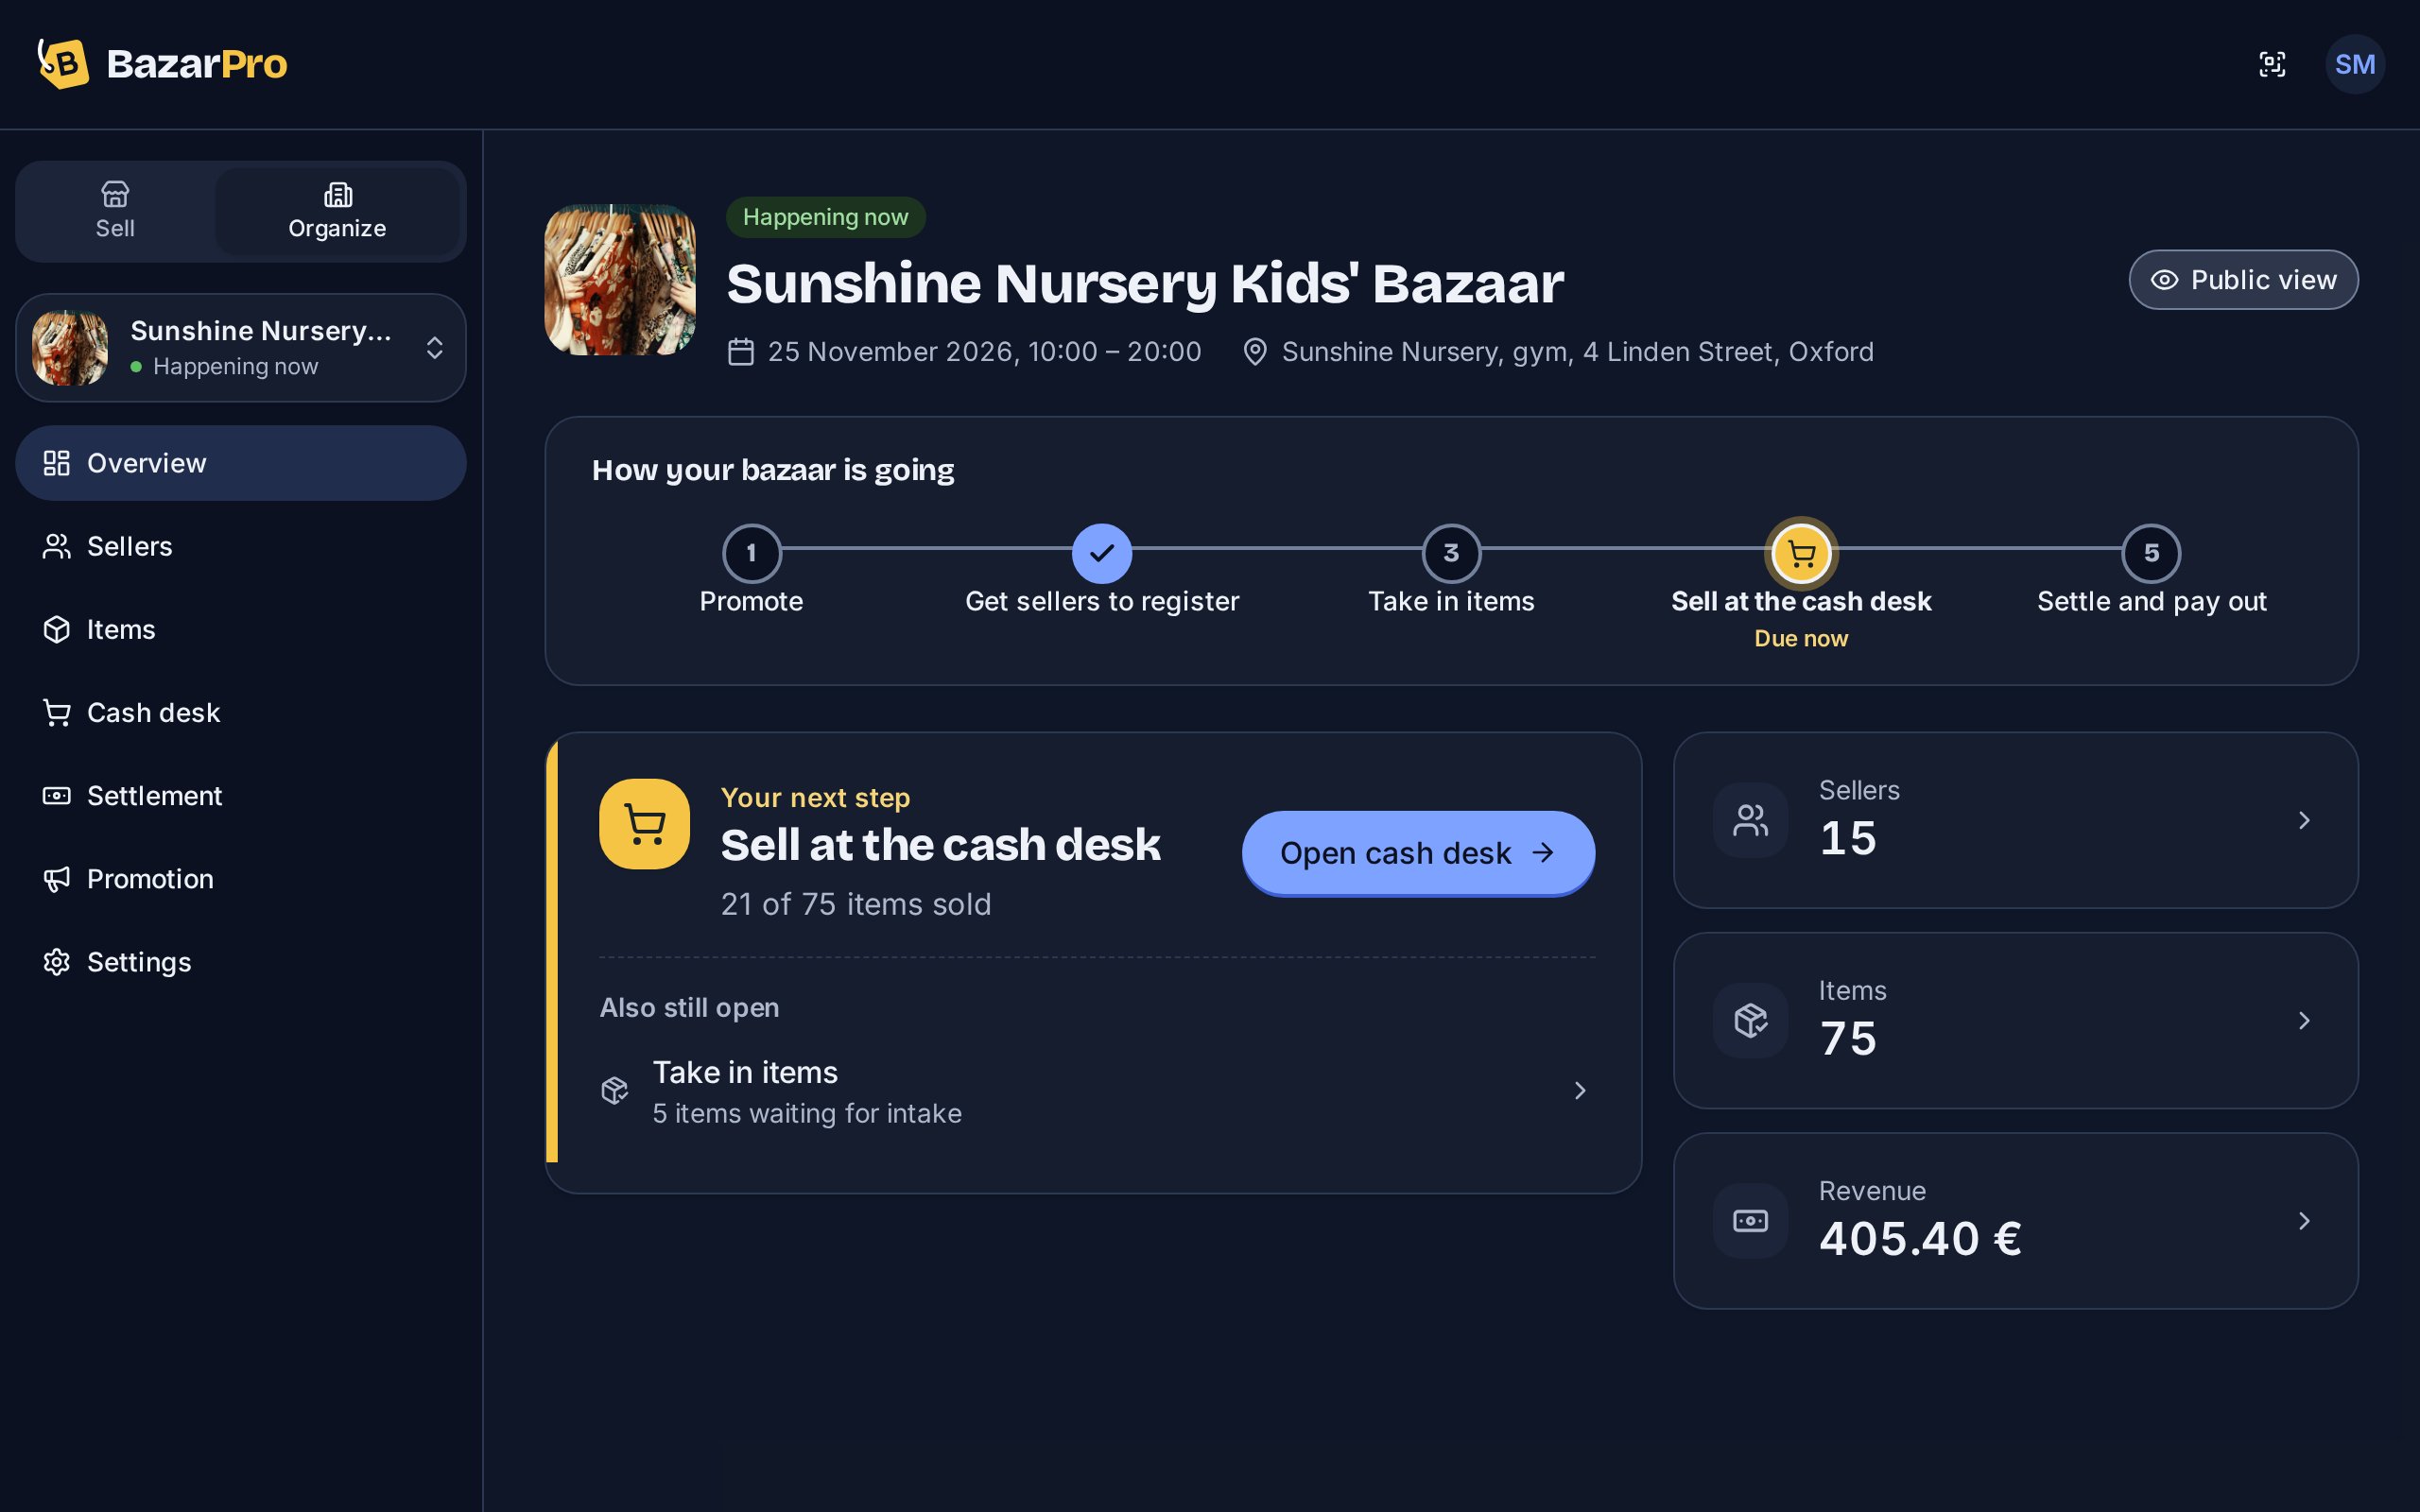 B BazarPro
SM
Sell
Organize
Sunshine Nursery...
Happening now
Overview
Sellers
Items
Cash desk
Settlement
Promotion
Settings
Happening now
Sunshine Nursery Kids' Bazaar
25 November 2026, 10:00 – 20:00
Sunshine Nursery, gym, 4 Linden Street, Oxford
Public view
How your bazaar is going
1
3
5
Promote
Get sellers to register
Take in items
Sell at the cash desk
Settle and pay out
Due now
Your next step
Sell at the cash desk
21 of 75 items sold
Open cash desk
Also still open
Take in items
5 items waiting for intake
Sellers
15
Items
75
Revenue
405.40 €